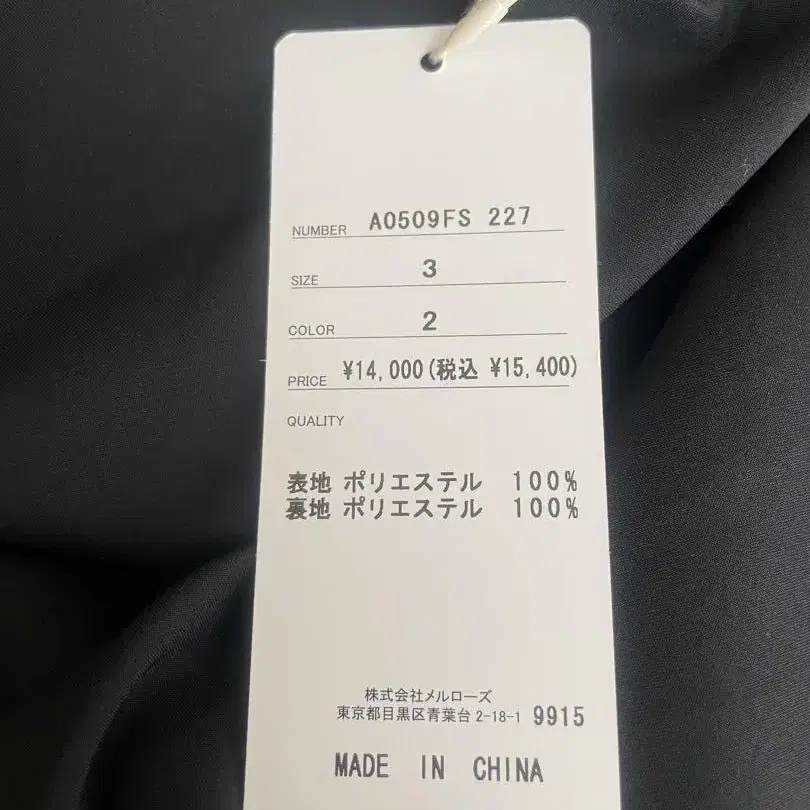 NUMBER A0509FS 227
SIZE 3
COLOR 2
PRICE ¥14,000(税込 ¥15,400)
QUALITY
表地 ポリエステル 100%
裏地 ポリエステル 100%
株式会社メルローズ
東京都目黒区青葉台2-18-1 9915
MADE IN CHINA